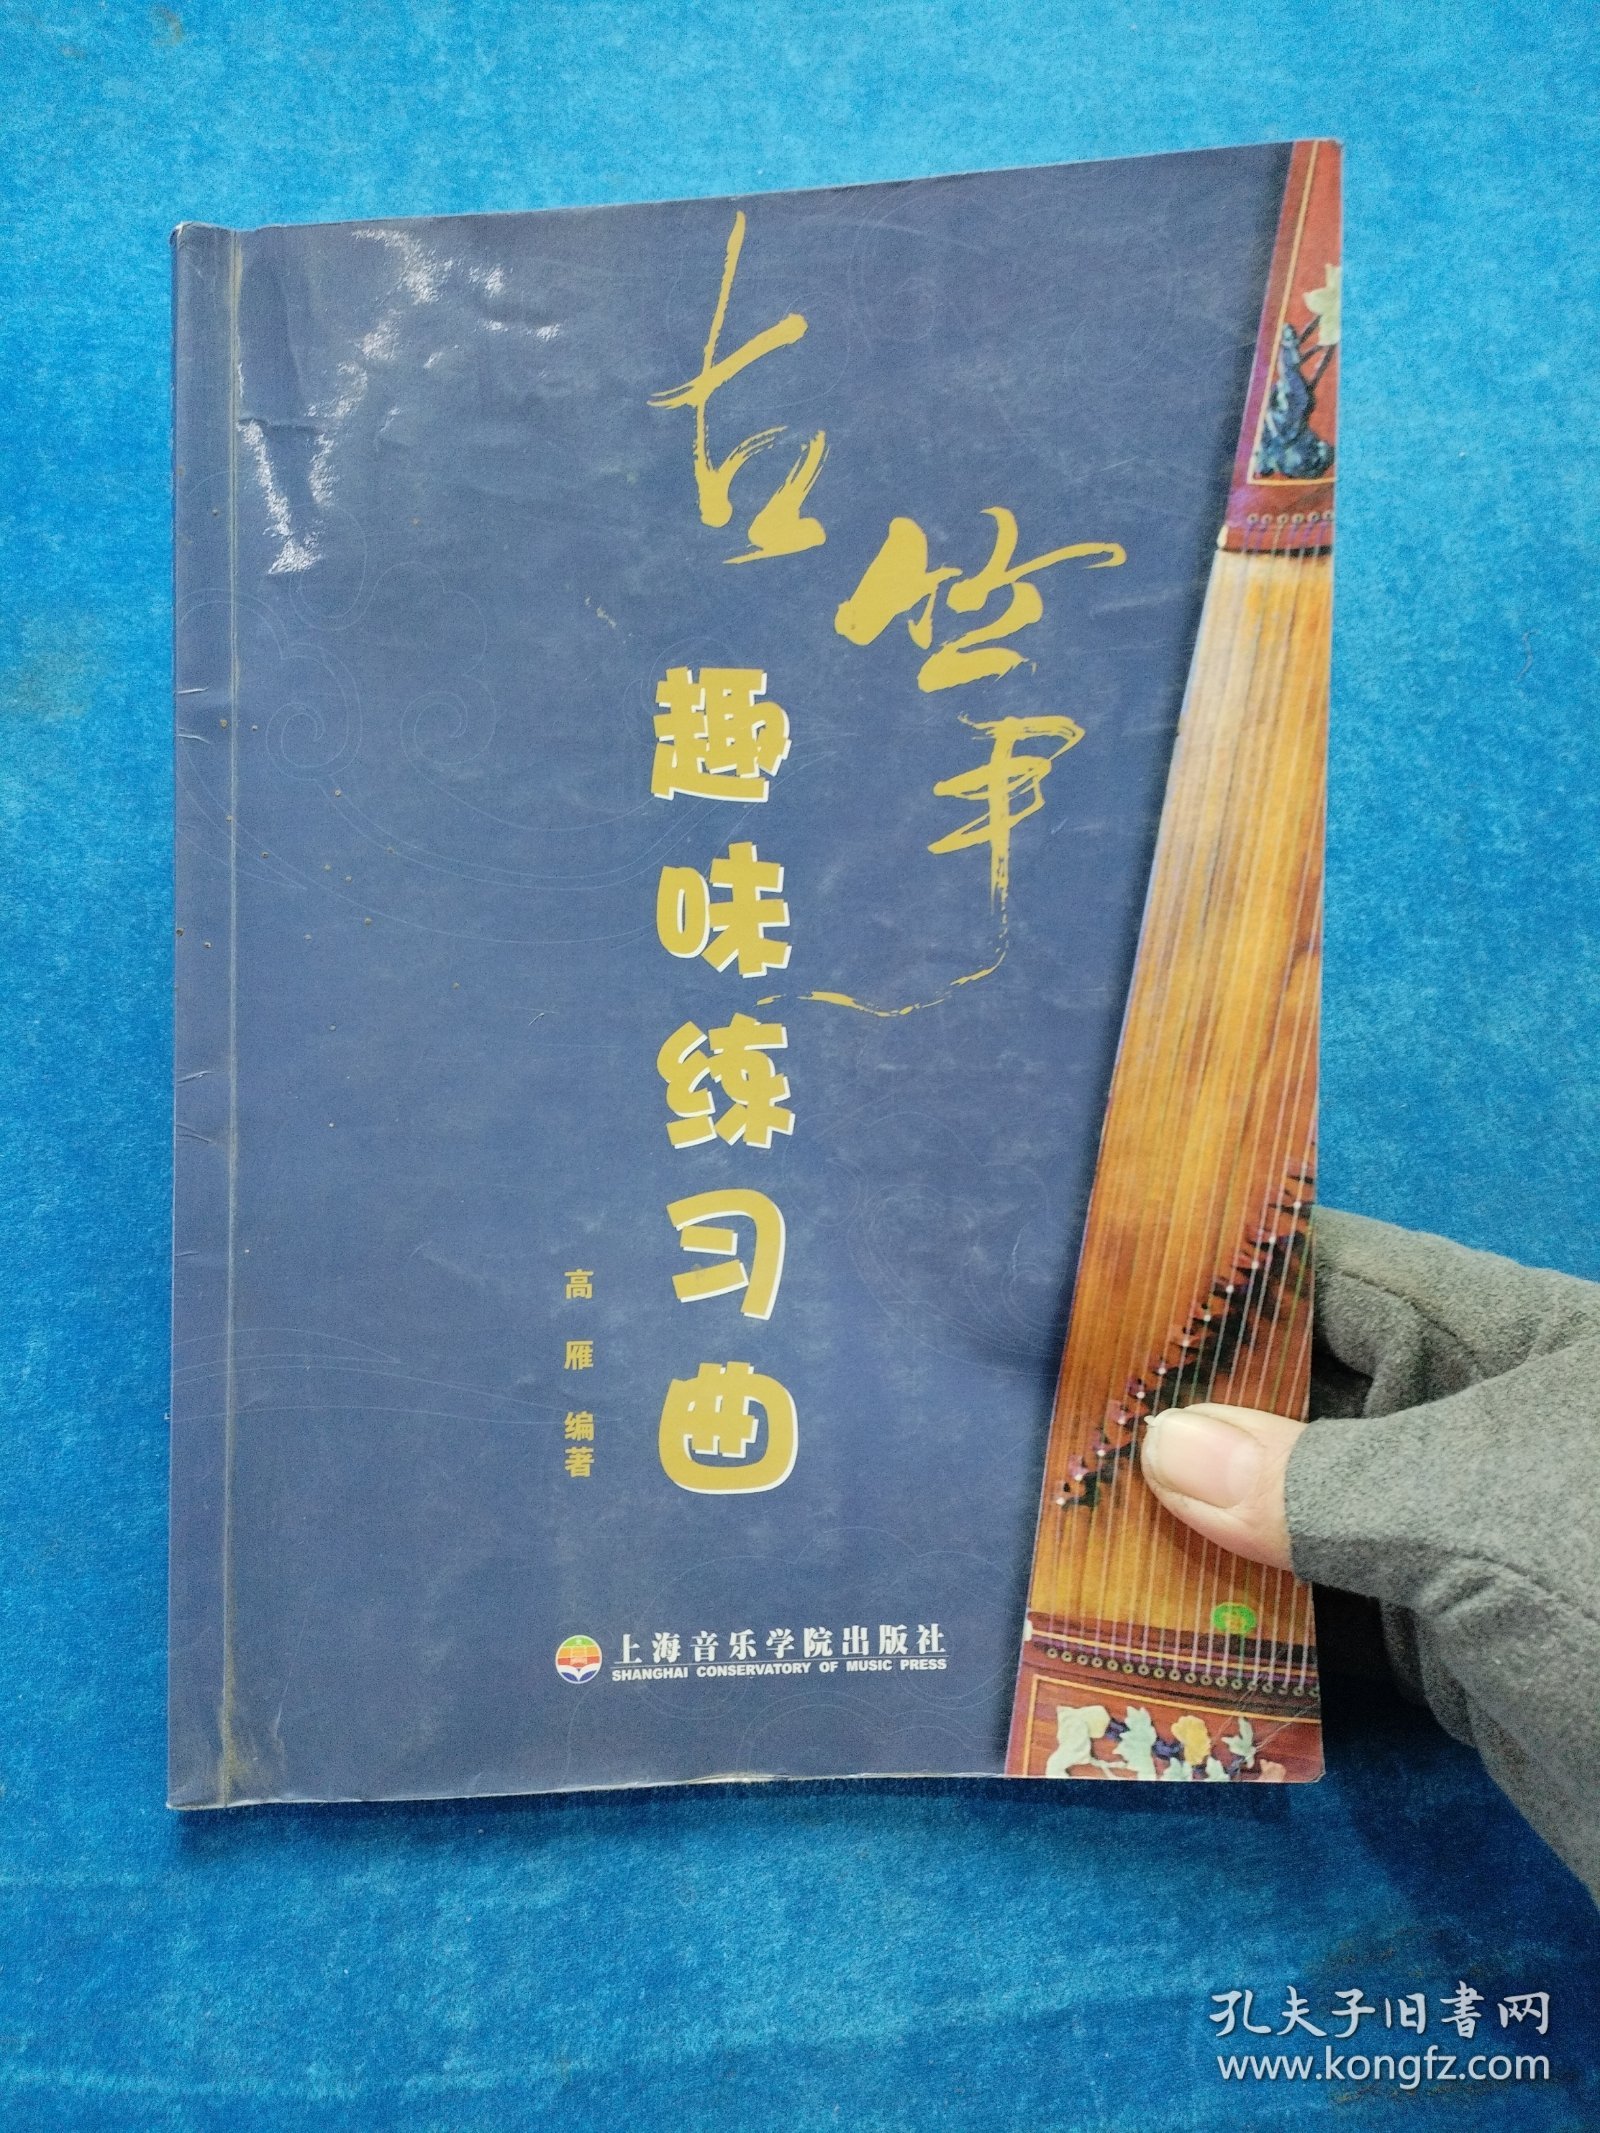 古筝
趣味练习曲
高雁 编著
上海音乐学院出版社
SHANGHAI CONSERVATORY OF MUSIC PRESS
孔夫子旧书网
www.kongfz.com